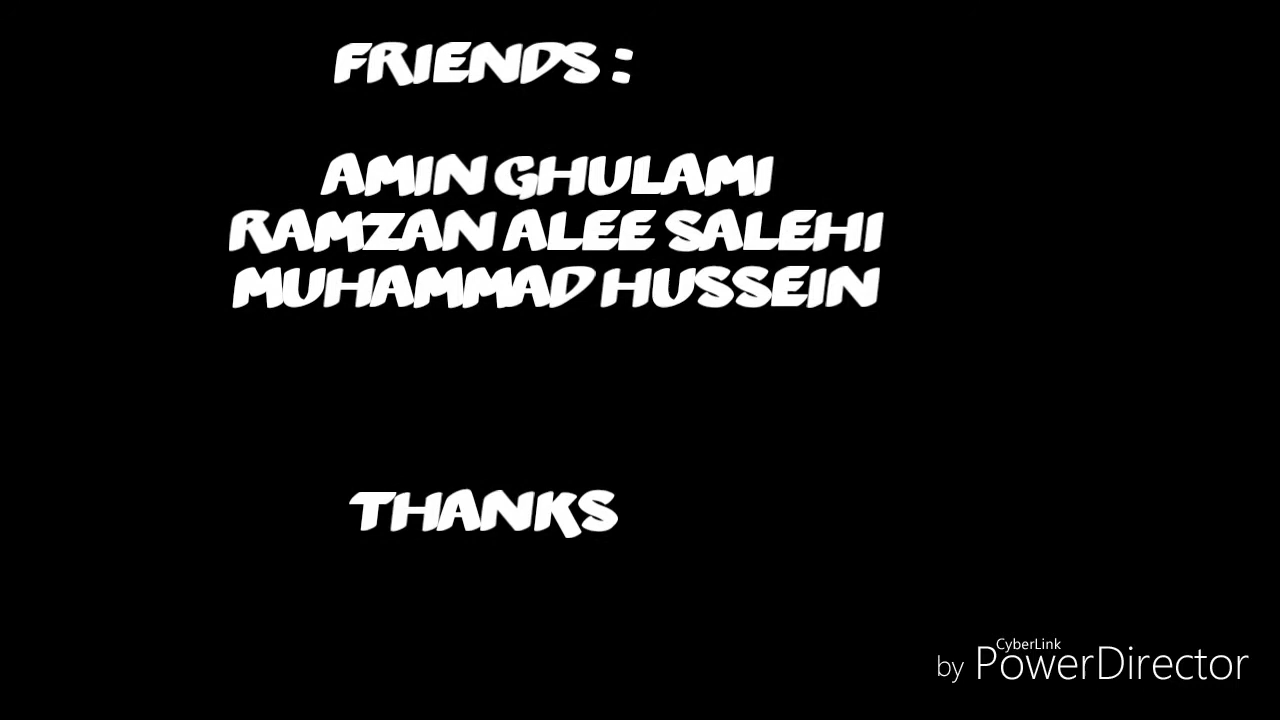 FRIENDS :
AMIN GHULAMI
RAMZAN ALEE SALEHI
MUHAMMAD HUSSEIN
THANKS
CyberLink
by PowerDirector